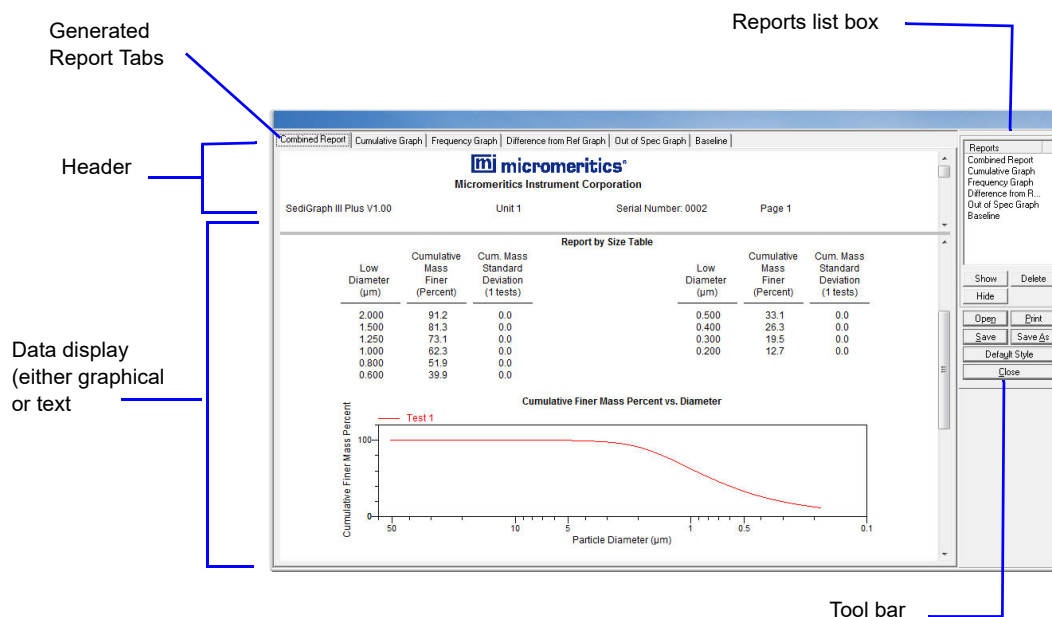 Generated
Report Tabs
Reports list box
Header
Data display
(either graphical
or text
Tool bar
Combined Report Cumulative Graph Frequency Graph Difference from Ref Graph Out of Spec Graph Baseline
mi micromeritics®
Micromeritics Instrument Corporation
SediGraph III Plus V1.00 Unit 1 Serial Number: 0002 Page 1
Report by Size Table
Low Diameter (µm) Cumulative Mass Finer (Percent) Cum. Mass Standard Deviation (1 tests) Low Diameter (µm) Cumulative Mass Finer (Percent) Cum. Mass Standard Deviation (1 tests)
2.000 91.2 0.0 0.500 33.1 0.0
1.500 81.3 0.0 0.400 26.3 0.0
1.250 73.1 0.0 0.300 19.5 0.0
1.000 62.3 0.0 0.200 12.7 0.0
0.800 51.9 0.0
0.600 39.9 0.0
Cumulative Finer Mass Percent vs. Diameter
Test 1
Cumulative Finer Mass Percent
100
0
50 10 5 1 0.5 0.1
Particle Diameter (µm)
Reports
Combined Report
Cumulative Graph
Frequency Graph
Difference from R...
Out of Spec Graph
Baseline
Show Delete
Hide
Open Print
Save Save As
Default Style
Close